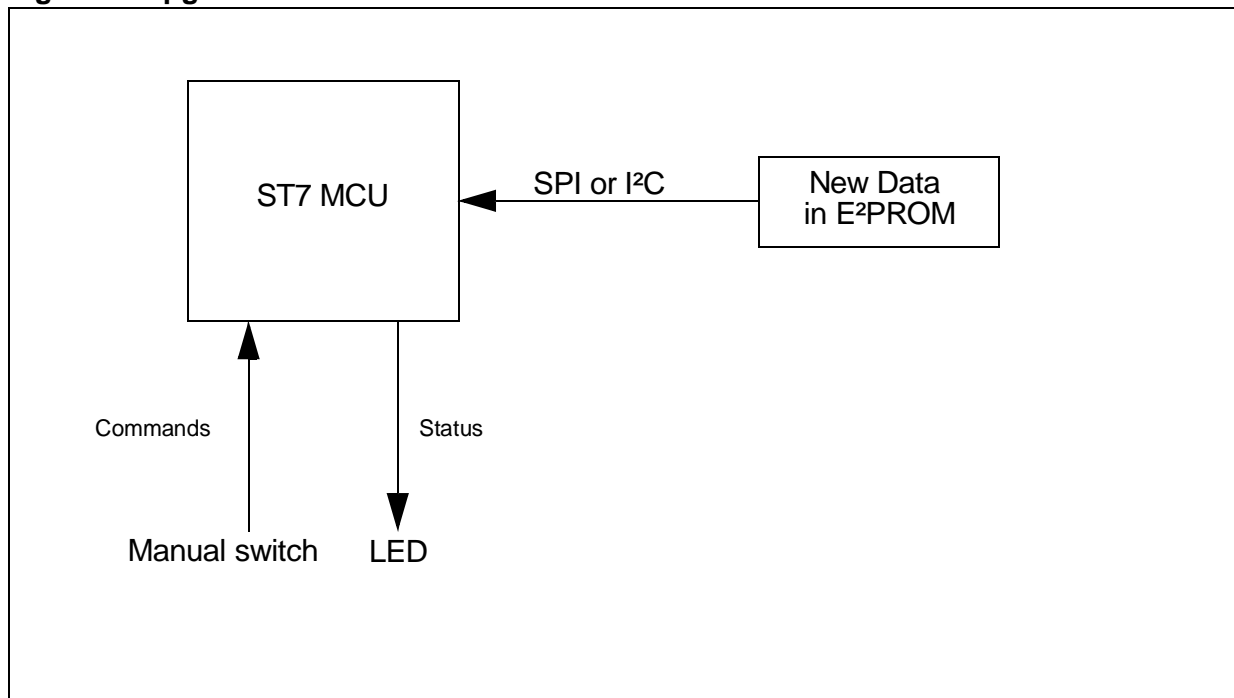 ST7 MCU
SPI or I²C
New Data
in E²PROM
Commands
Status
Manual switch
LED